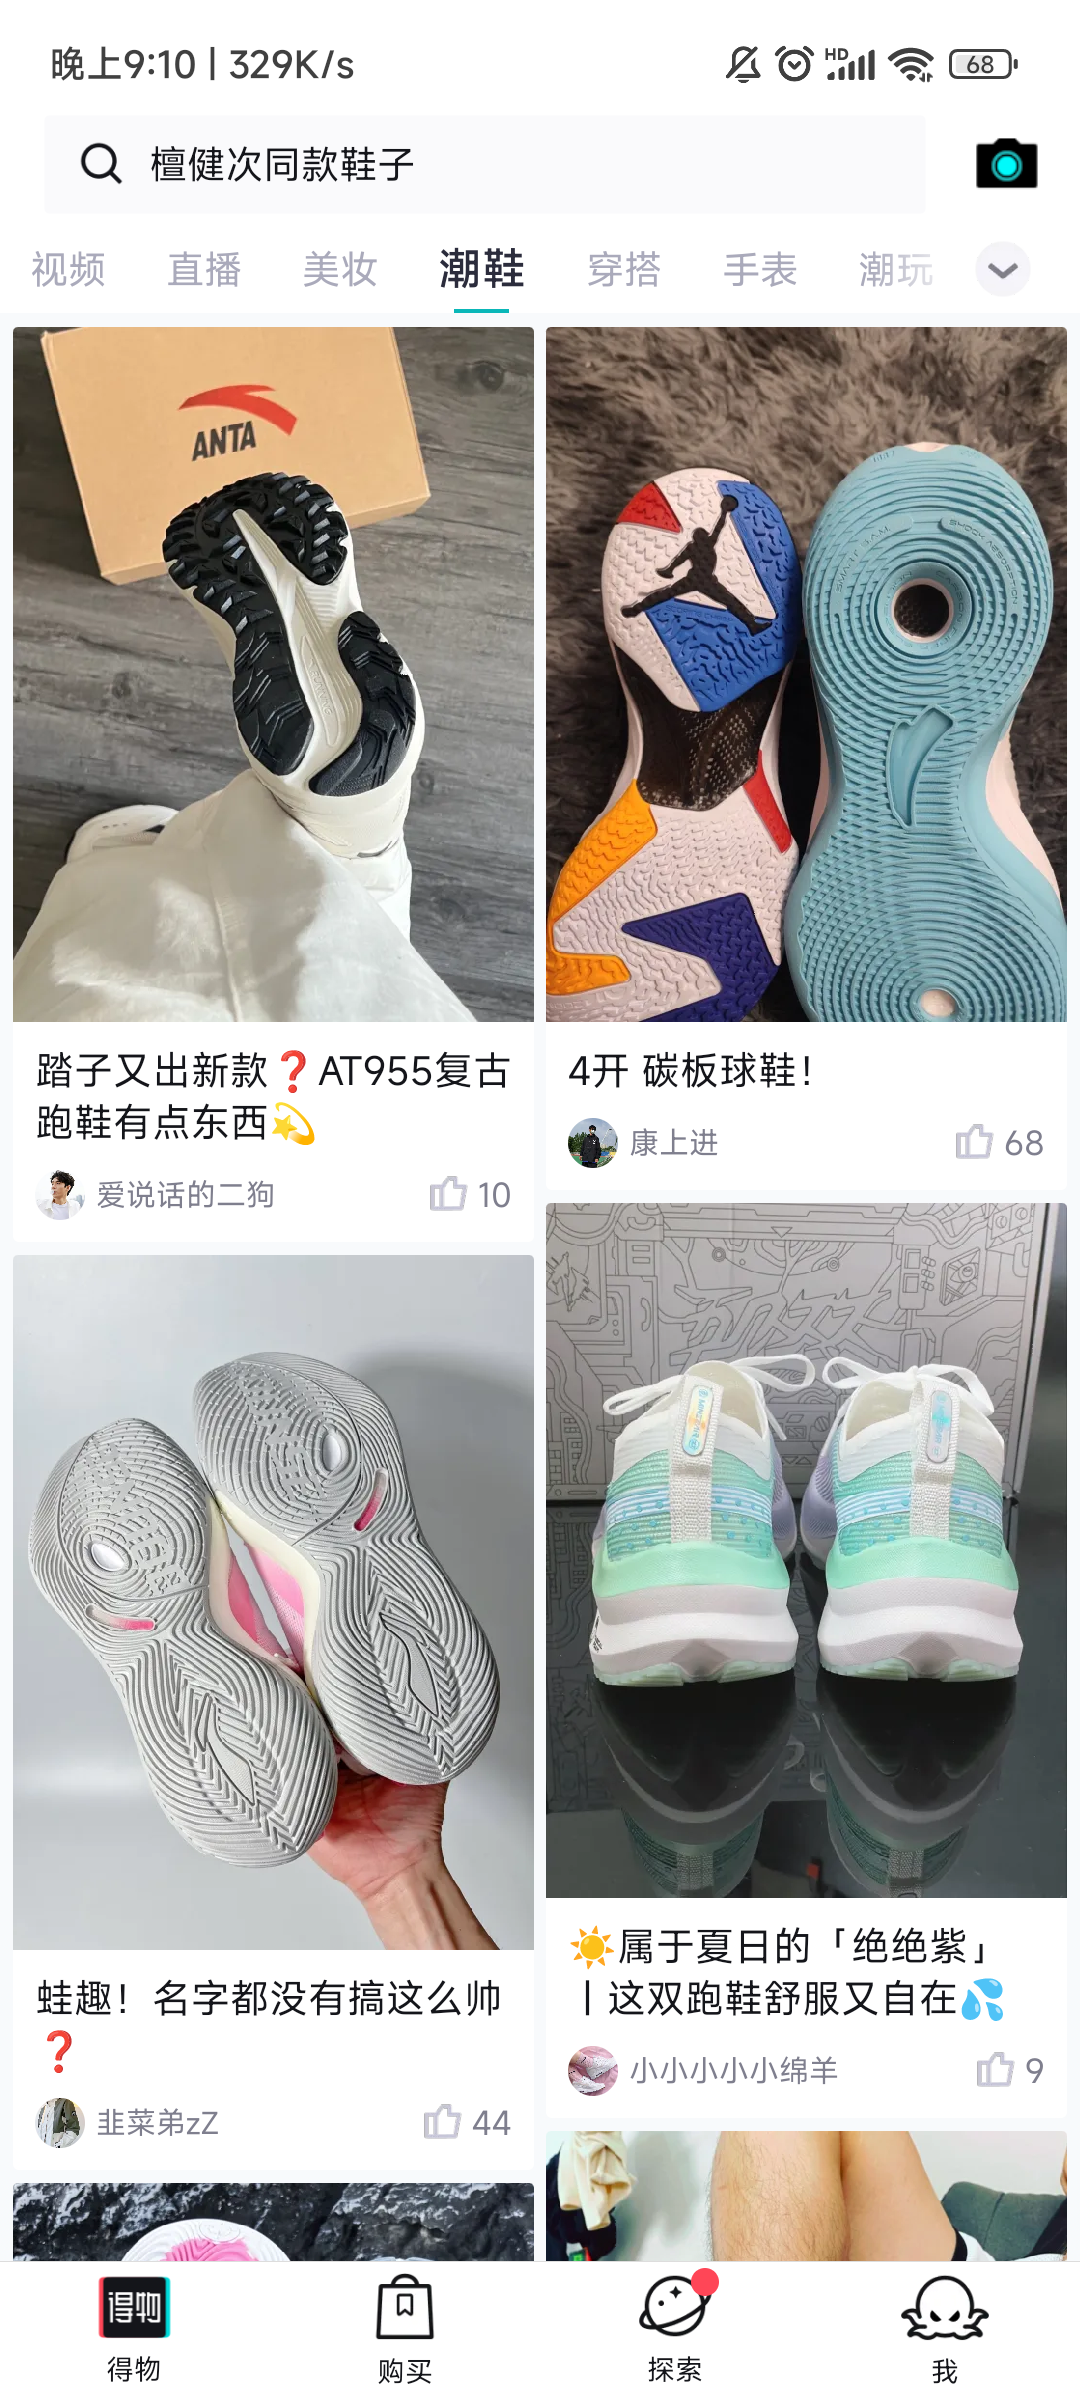 晚上9:10 | 329K/s
HD
68
檀健次同款鞋子
视频 直播 美妆 潮鞋 穿搭 手表 潮玩
ANTA
踏子又出新款❓AT955复古
跑鞋有点东西💫
爱说话的二狗 10
4开 碳板球鞋！
康上进 68
蛙趣！名字都没有搞这么帅
❓
韭菜弟zZ 44
☀️属于夏日的「绝绝紫」
丨这双跑鞋舒服又自在💦
小小小小小绵羊 9
得物
得物 购买 探索 我